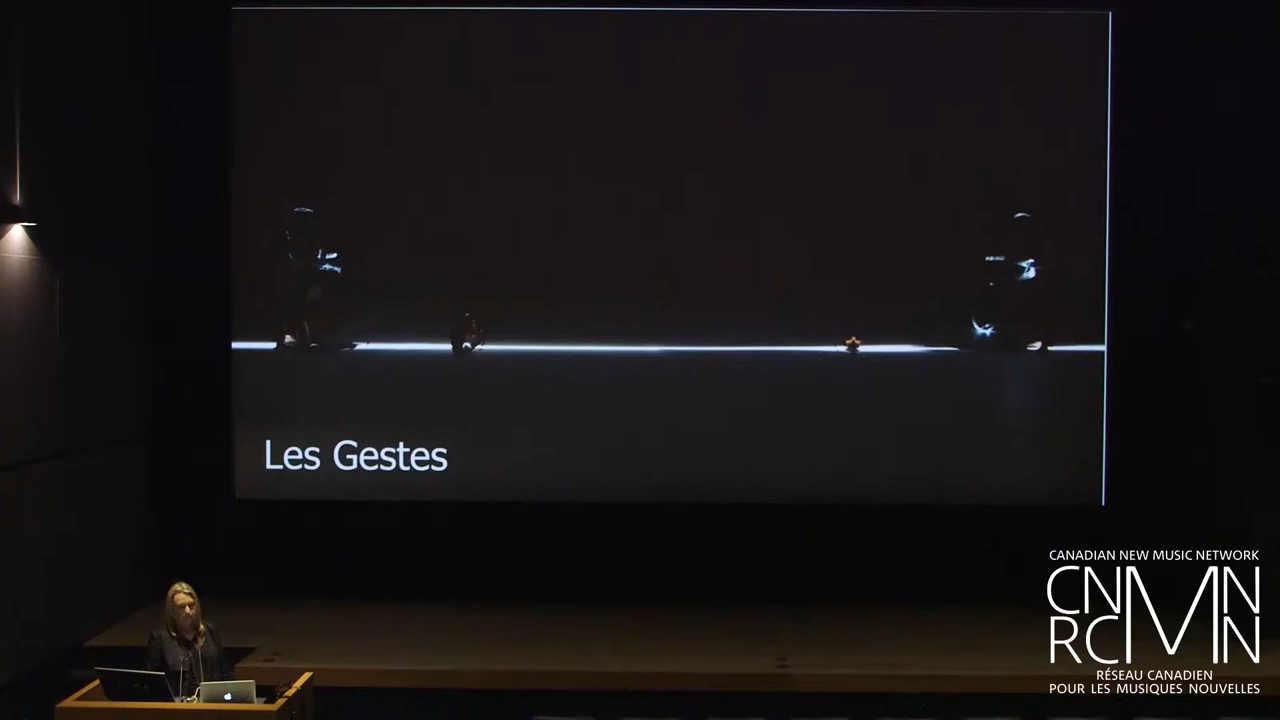 Les Gestes
CANADIAN NEW MUSIC NETWORK
CNMN
RCMN
RÉSEAU CANADIEN
POUR LES MUSIQUES NOUVELLES